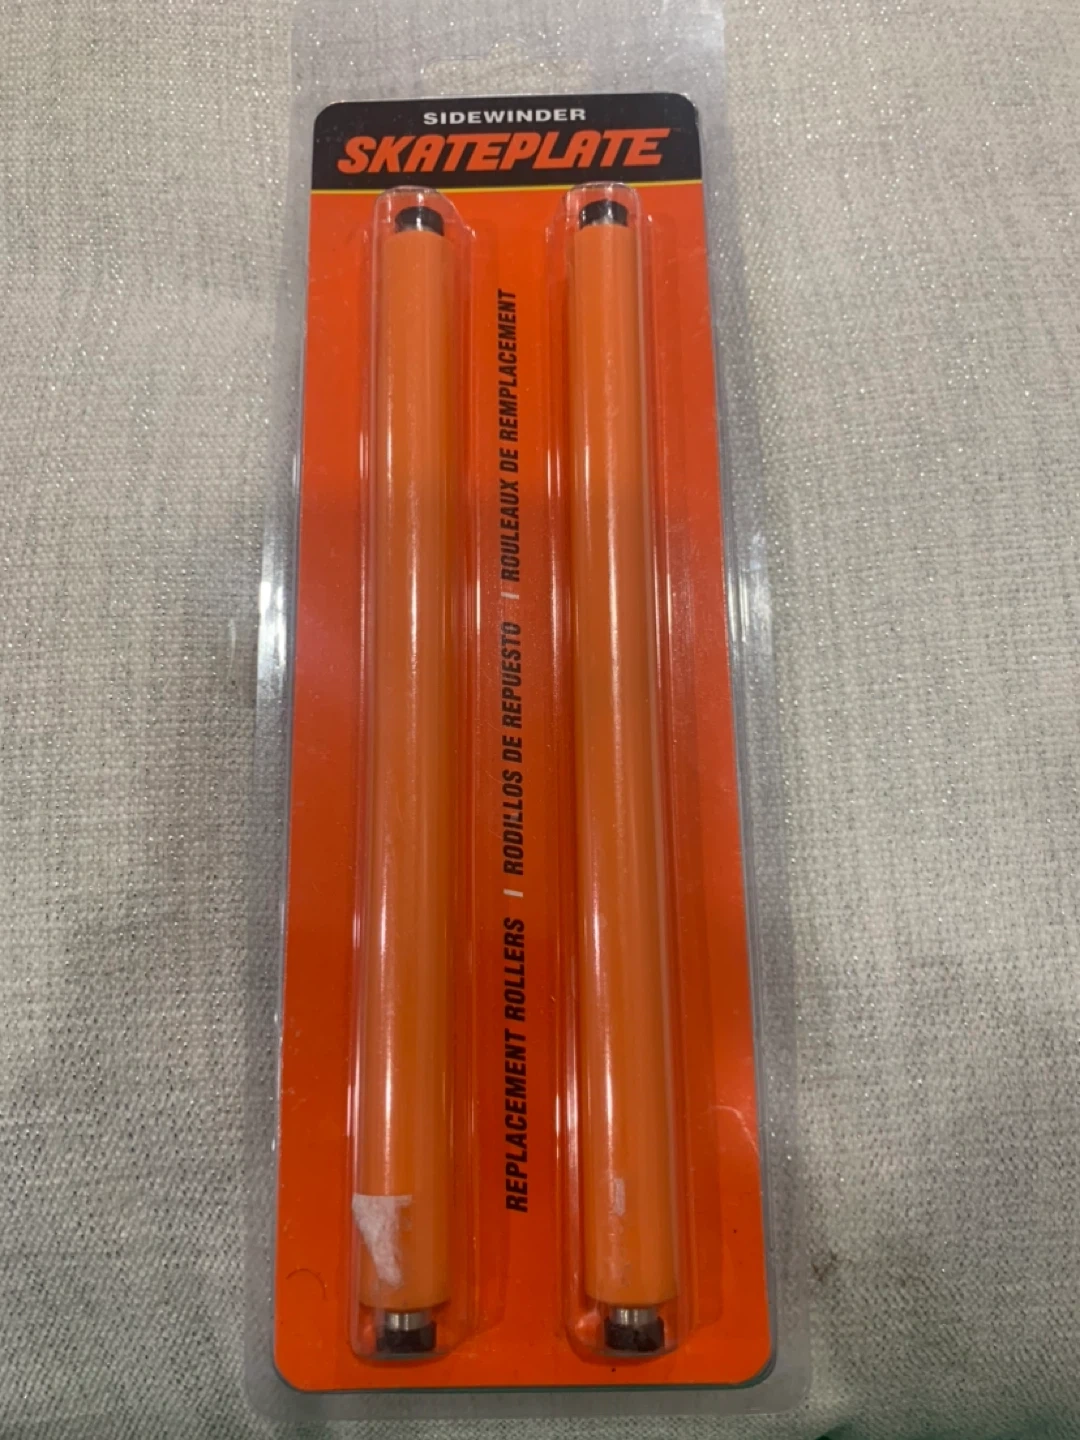 SIDEWINDER
SKATEPLATE
REPLACEMENT ROLLERS | RODILLOS DE REPUESTO | ROULEAUX DE REMPLACEMENT